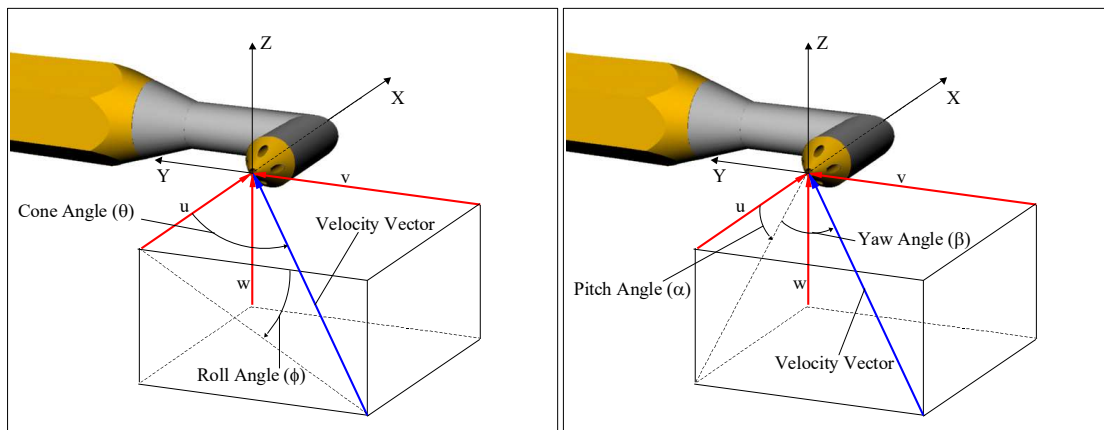 Z
X
Y
v
u
Cone Angle (θ)
Velocity Vector
w
Roll Angle (ϕ)
Z
X
Y
v
u
Yaw Angle (β)
w
Pitch Angle (α)
Velocity Vector